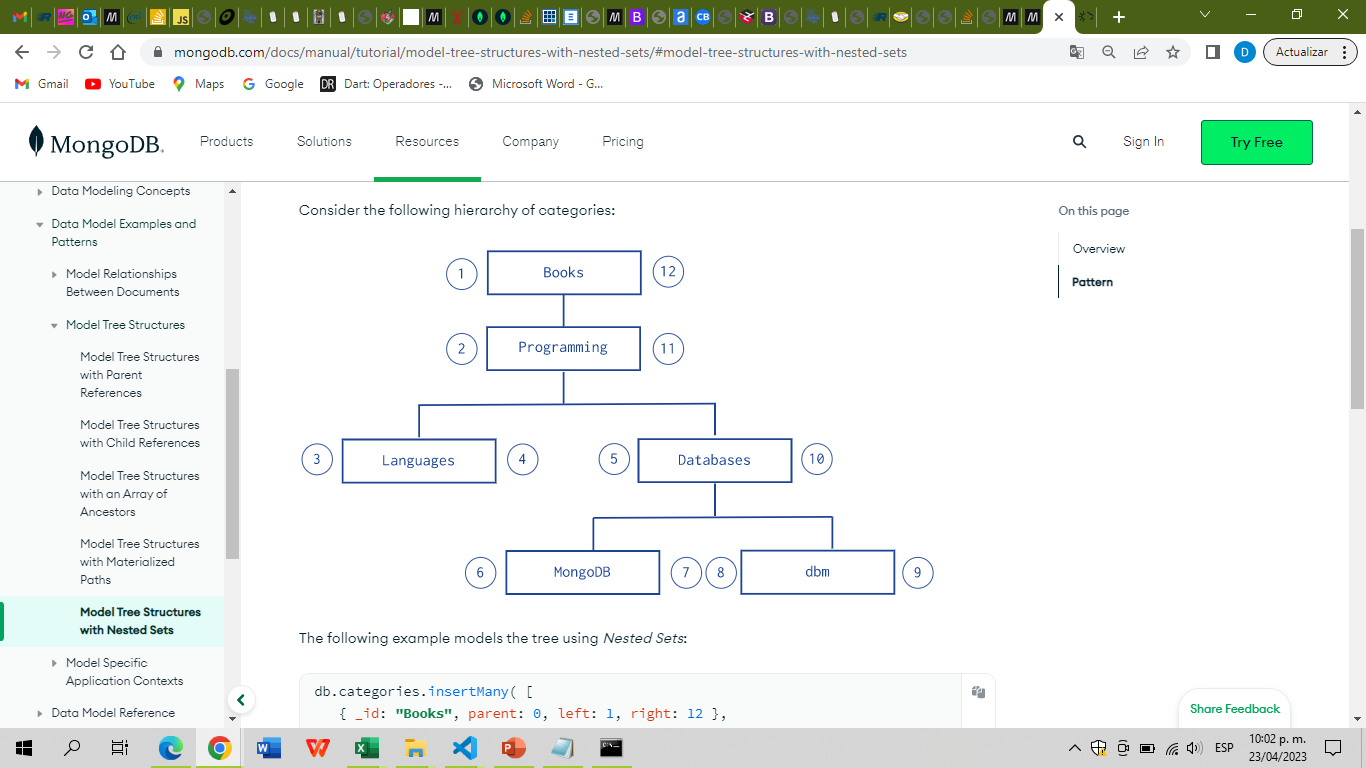 mongodb.com/docs/manual/tutorial/model-tree-structures-with-nested-sets/#model-tree-structures-with-nested-sets
D
Actualizar
Gmail
YouTube
Maps
Google
Dart: Operadores -...
Microsoft Word - G...
MongoDB.
Products
Solutions
Resources
Company
Pricing
Sign In
Try Free
Data Modeling Concepts
Data Model Examples and
Patterns
Model Relationships
Between Documents
Model Tree Structures
Model Tree Structures
with Parent
References
Model Tree Structures
with Child References
Model Tree Structures
with an Array of
Ancestors
Model Tree Structures
with Materialized
Paths
Model Tree Structures
with Nested Sets
Model Specific
Application Contexts
Data Model Reference
Consider the following hierarchy of categories:
1 Books 12
2 Programming 11
3 Languages 4 5 Databases 10
6 MongoDB 7 8 dbm 9
The following example models the tree using Nested Sets:
db.categories.insertMany( [
{ _id: "Books", parent: 0, left: 1, right: 12 },
On this page
Overview
Pattern
Share Feedback
ESP
10:02 p. m.
23/04/2023